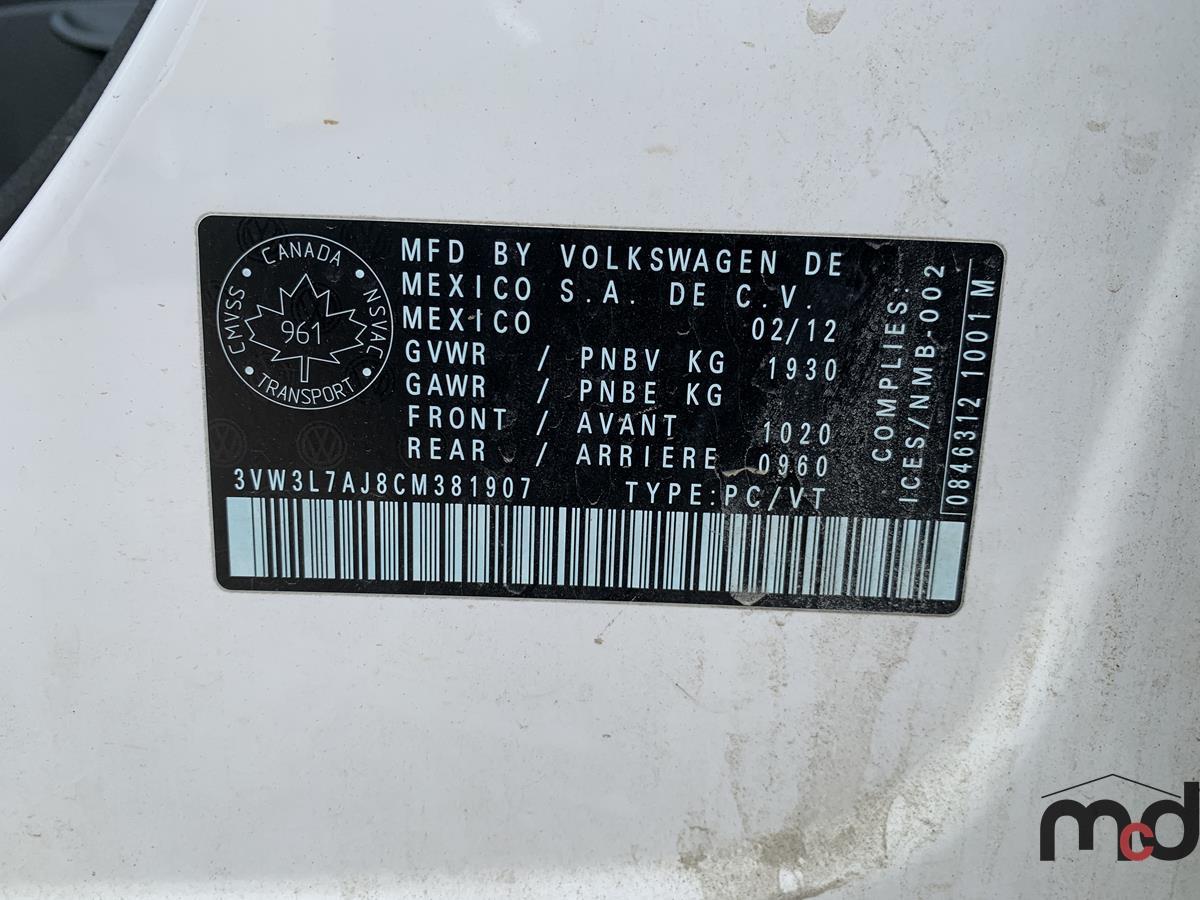 CANADA
CMVSS
NSVAC
961
TRANSPORT
MFD BY VOLKSWAGEN DE
MEXICO S.A. DE C.V.
MEXICO 02/12
GVWR / PNBV KG 1930
GAWR / PNBE KG
FRONT / AVANT 1020
REAR / ARRIERE 0960
3VW3L7AJ8CM381907 TYPE:PC/VT
COMPLIES:
ICES/NMB-002
0846312 1001 M
mcd